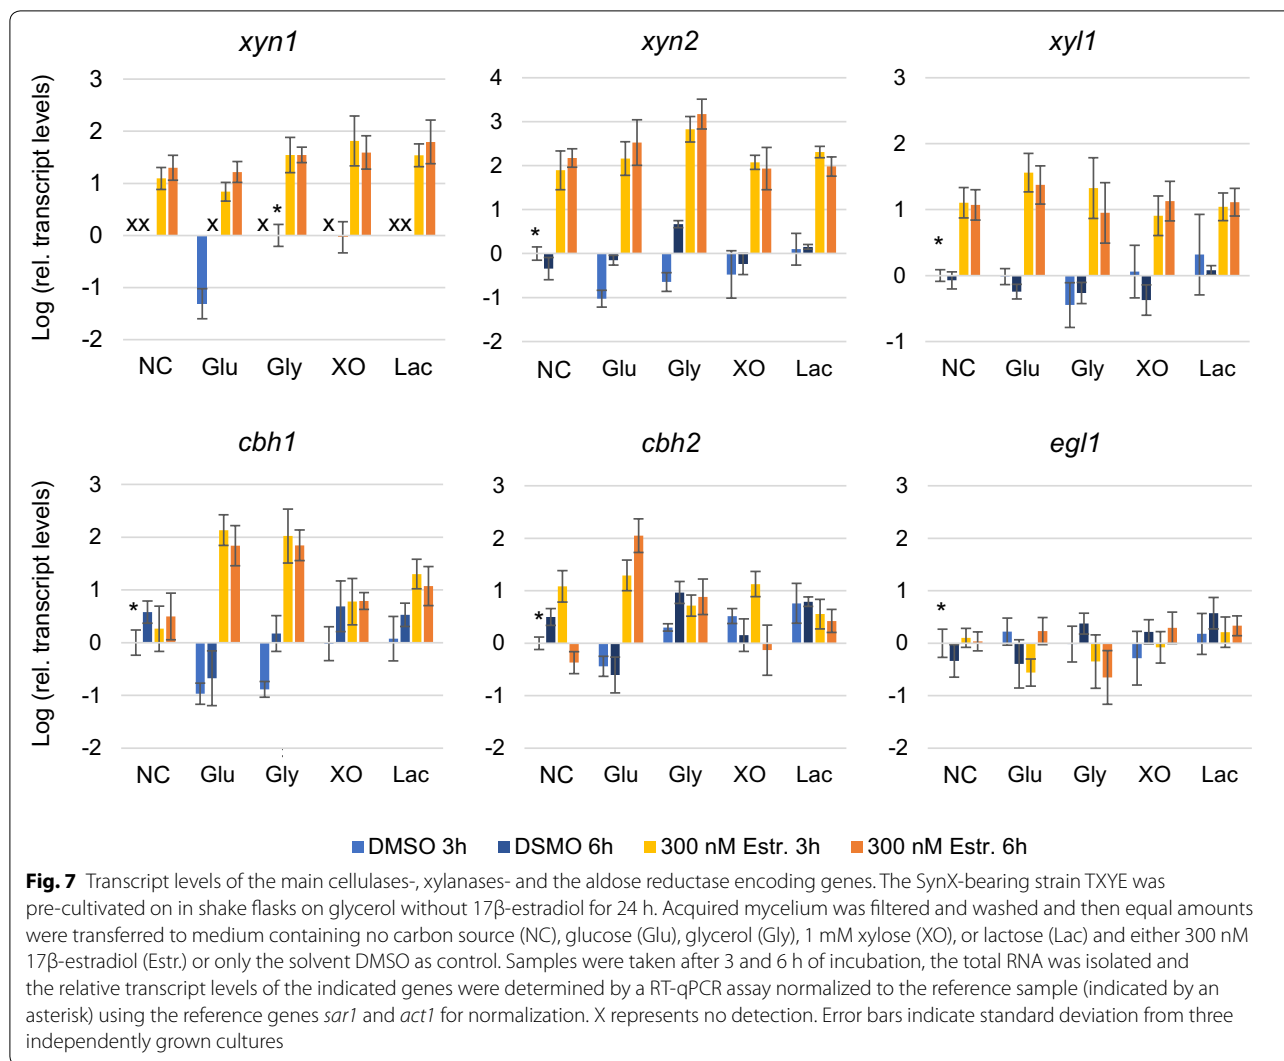 xyn1
xyn2
xyl1
Log (rel. transcript levels)
3
2
1
0
-1
-2
XX
X
X
*
X
XX
NC Glu Gly XO Lac
4
3
2
1
0
-1
-2
*
NC Glu Gly XO Lac
3
2
1
0
-1
*
NC Glu Gly XO Lac
cbh1
cbh2
egl1
Log (rel. transcript levels)
3
2
1
0
-1
-2
*
NC Glu Gly XO Lac
3
2
1
0
-1
-2
*
NC Glu Gly XO Lac
3
2
1
0
-1
-2
*
NC Glu Gly XO Lac
DMSO 3h DSMO 6h 300 nM Estr. 3h 300 nM Estr. 6h
Fig. 7 Transcript levels of the main cellulases-, xylanases- and the aldose reductase encoding genes. The SynX-bearing strain TXYE was
pre-cultivated on in shake flasks on glycerol without 17β-estradiol for 24 h. Acquired mycelium was filtered and washed and then equal amounts
were transferred to medium containing no carbon source (NC), glucose (Glu), glycerol (Gly), 1 mM xylose (XO), or lactose (Lac) and either 300 nM
17β-estradiol (Estr.) or only the solvent DMSO as control. Samples were taken after 3 and 6 h of incubation, the total RNA was isolated and
the relative transcript levels of the indicated genes were determined by a RT-qPCR assay normalized to the reference sample (indicated by an
asterisk) using the reference genes sar1 and act1 for normalization. X represents no detection. Error bars indicate standard deviation from three
independently grown cultures